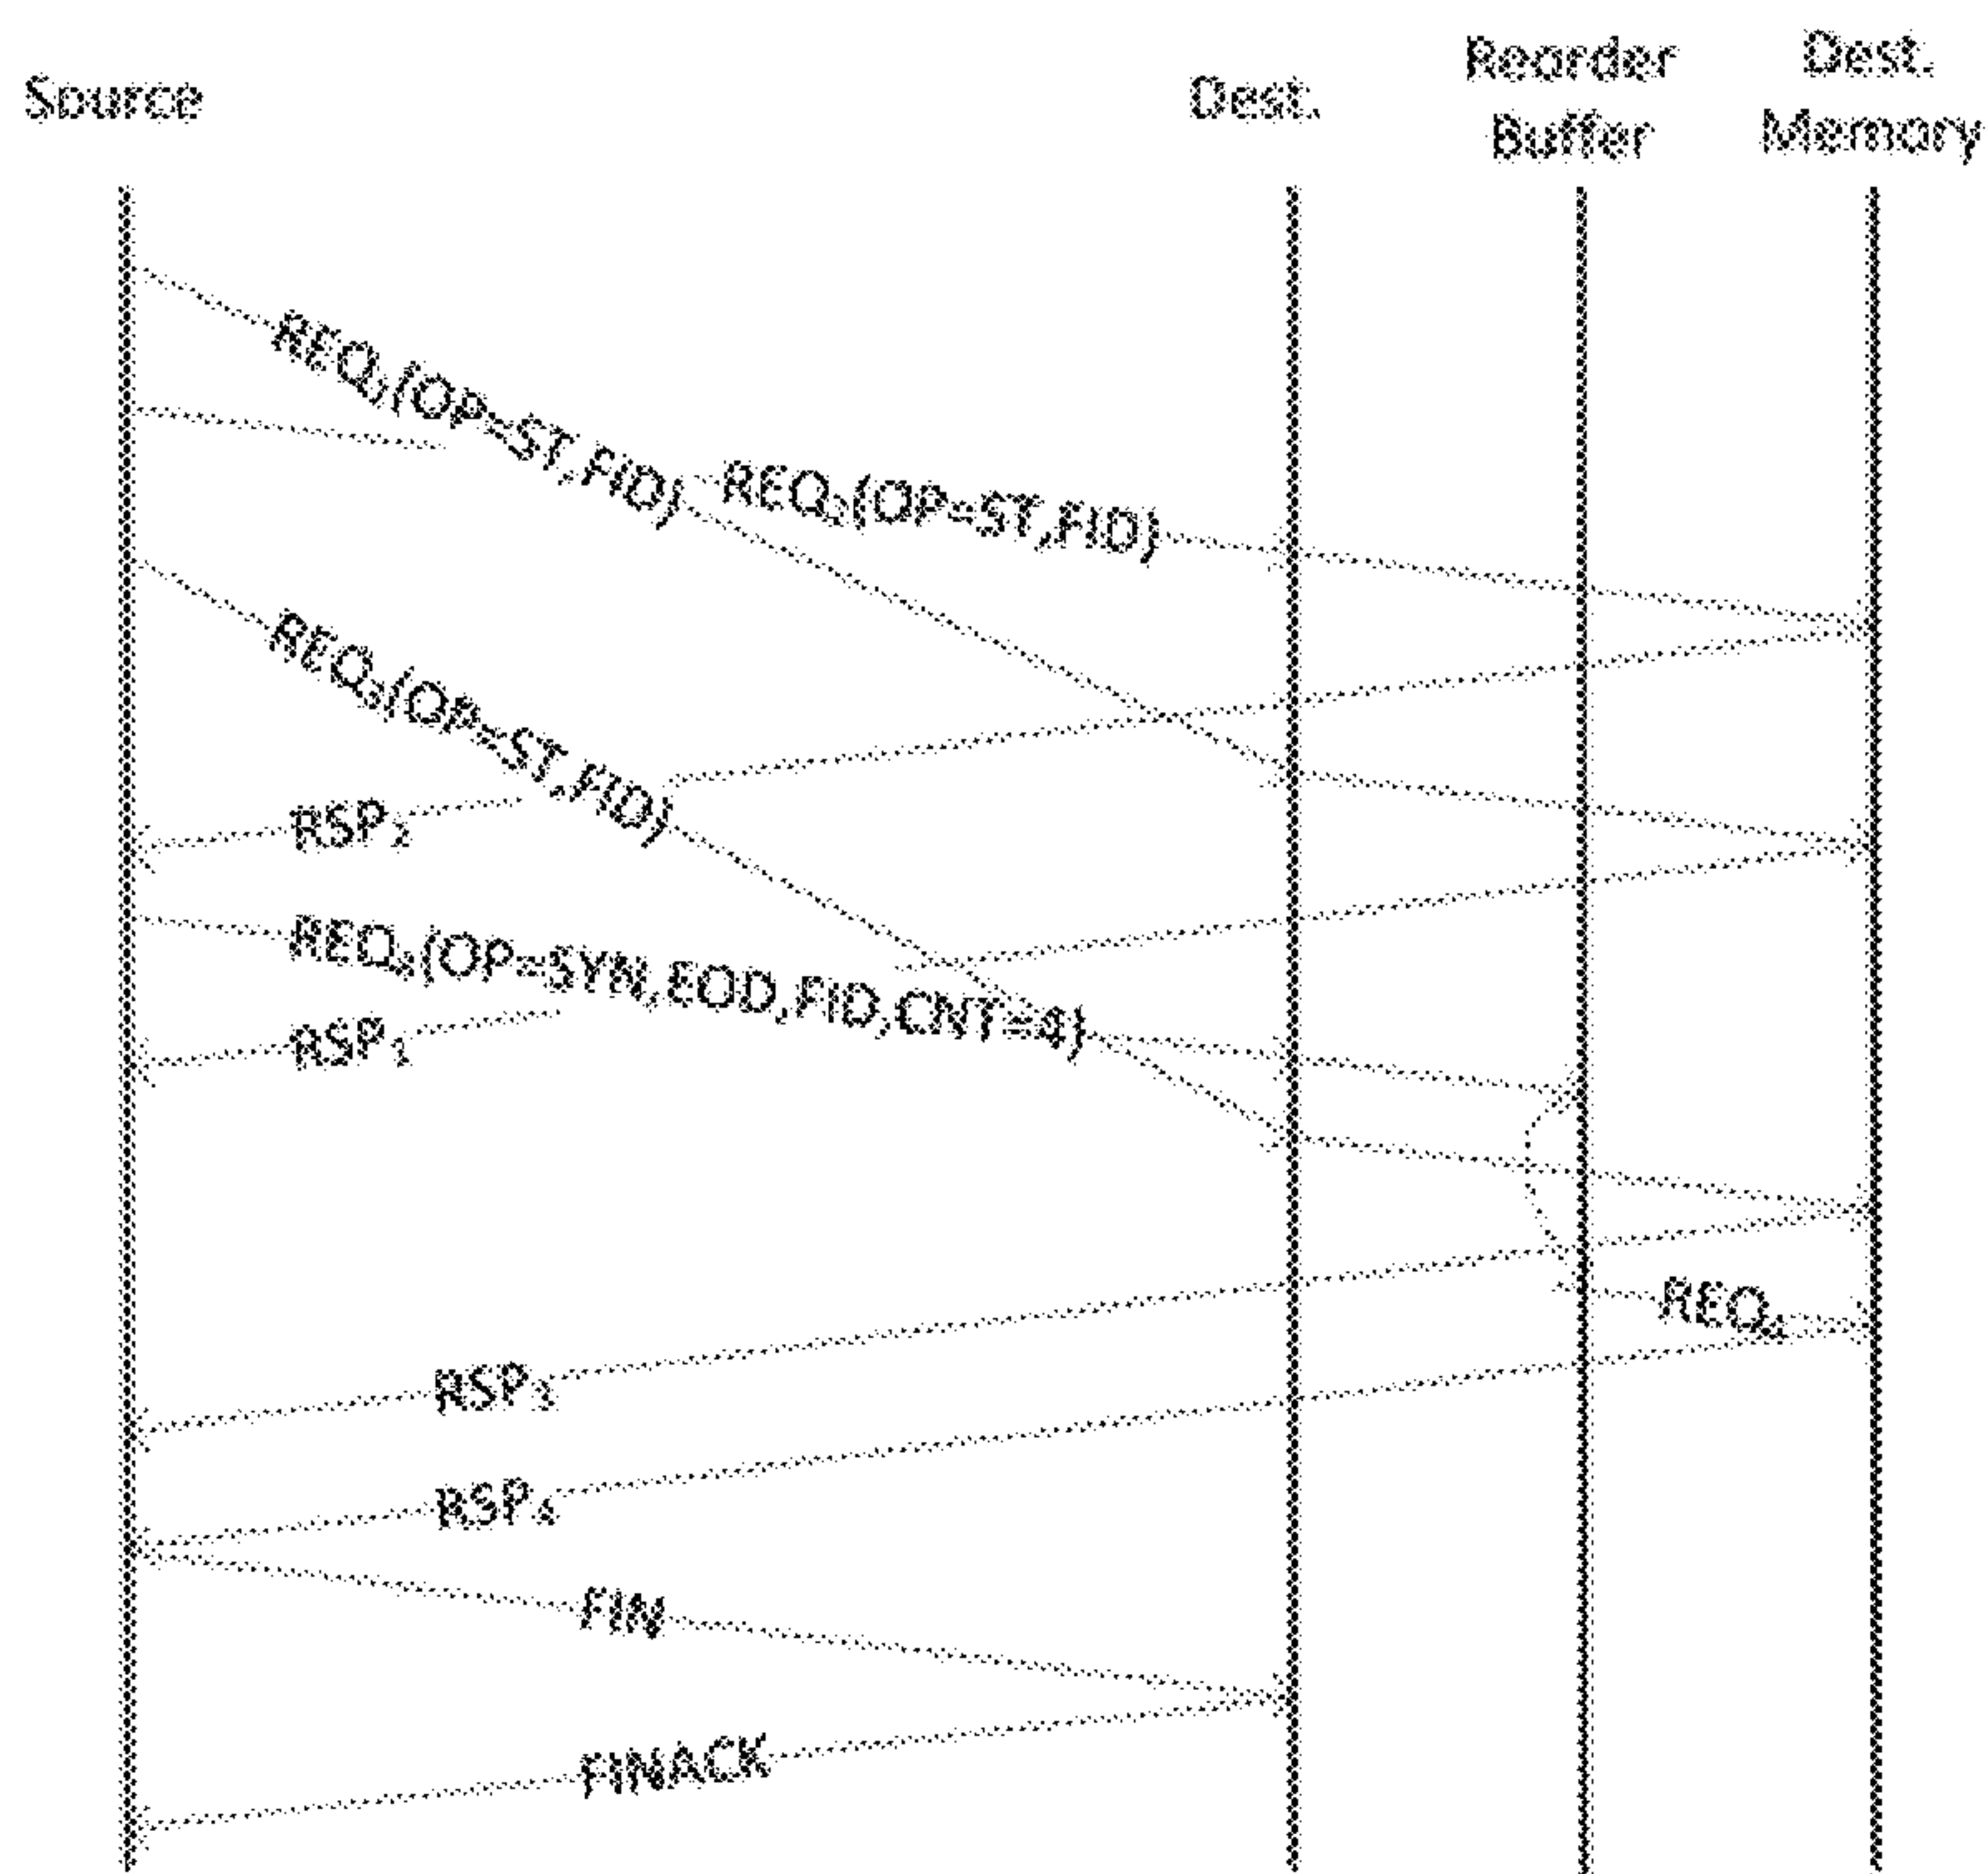 Source
Dest.
Reorder
Buffer
Dest.
Memory
REQ₁(OP=ST,FID)
REQ₂(OP=ST,FID)
REQ₃(OP=ST,FID)
RSP₂
REQ₄(OP=SYN,EOD,FID,CNT=4)
RSP₁
REQ₄
RSP₃
RSP₄
FIN
FINACK